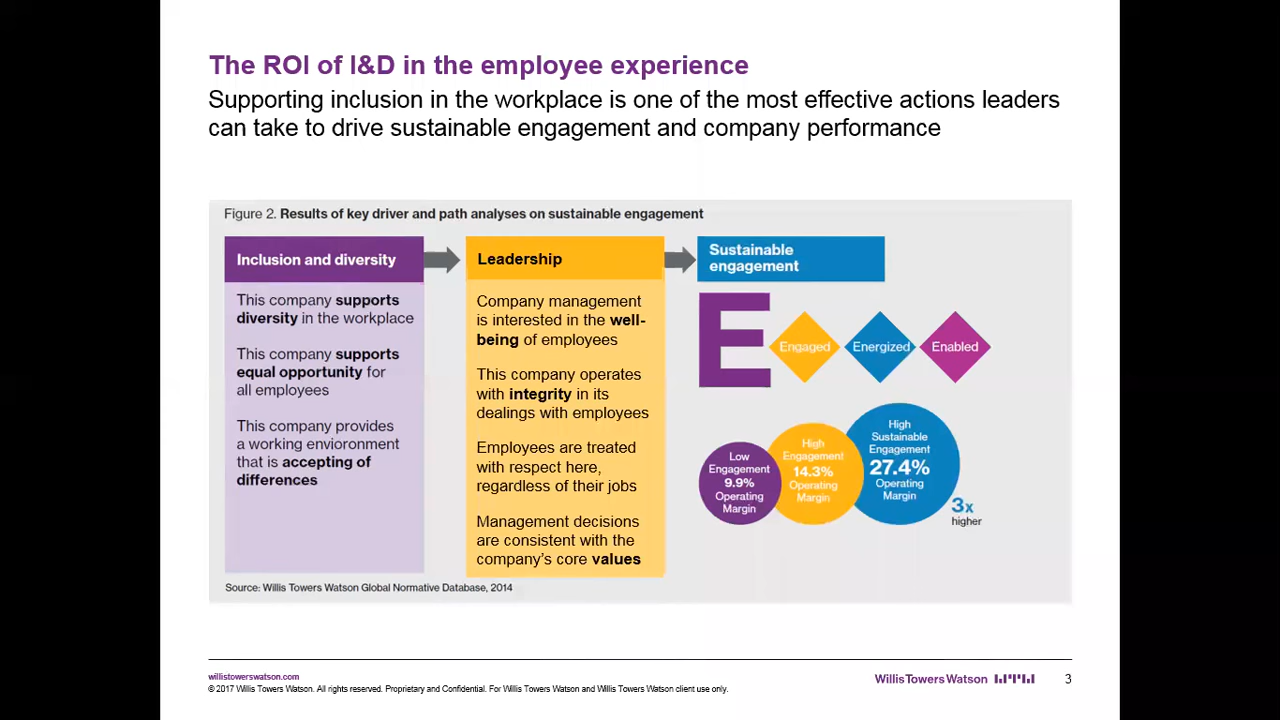 The ROI of I&D in the employee experience
Supporting inclusion in the workplace is one of the most effective actions leaders
can take to drive sustainable engagement and company performance
Figure 2. Results of key driver and path analyses on sustainable engagement
Inclusion and diversity
This company supports
diversity in the workplace
This company supports
equal opportunity for
all employees
This company provides
a working environment
that is accepting of
differences
Leadership
Company management
is interested in the well-
being of employees
This company operates
with integrity in its
dealings with employees
Employees are treated
with respect here,
regardless of their jobs
Management decisions
are consistent with the
company's core values
Sustainable
engagement
E
Engaged
Energized
Enabled
Low
Engagement
9.9%
Operating
Margin
High
Engagement
14.3%
Operating
Margin
High
Sustainable
Engagement
27.4%
Operating
Margin
3x
higher
Source: Willis Towers Watson Global Normative Database, 2014
willistowerswatson.com
© 2017 Willis Towers Watson. All rights reserved. Proprietary and Confidential. For Willis Towers Watson and Willis Towers Watson client use only.
WillisTowersWatson
3